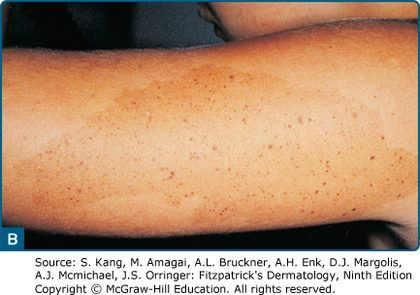 B
Source: S. Kang, M. Amagai, A.L. Bruckner, A.H. Enk, D.J. Margolis,
A.J. Mcmichael, J.S. Orringer: Fitzpatrick's Dermatology, Ninth Edition
Copyright © McGraw-Hill Education. All rights reserved.